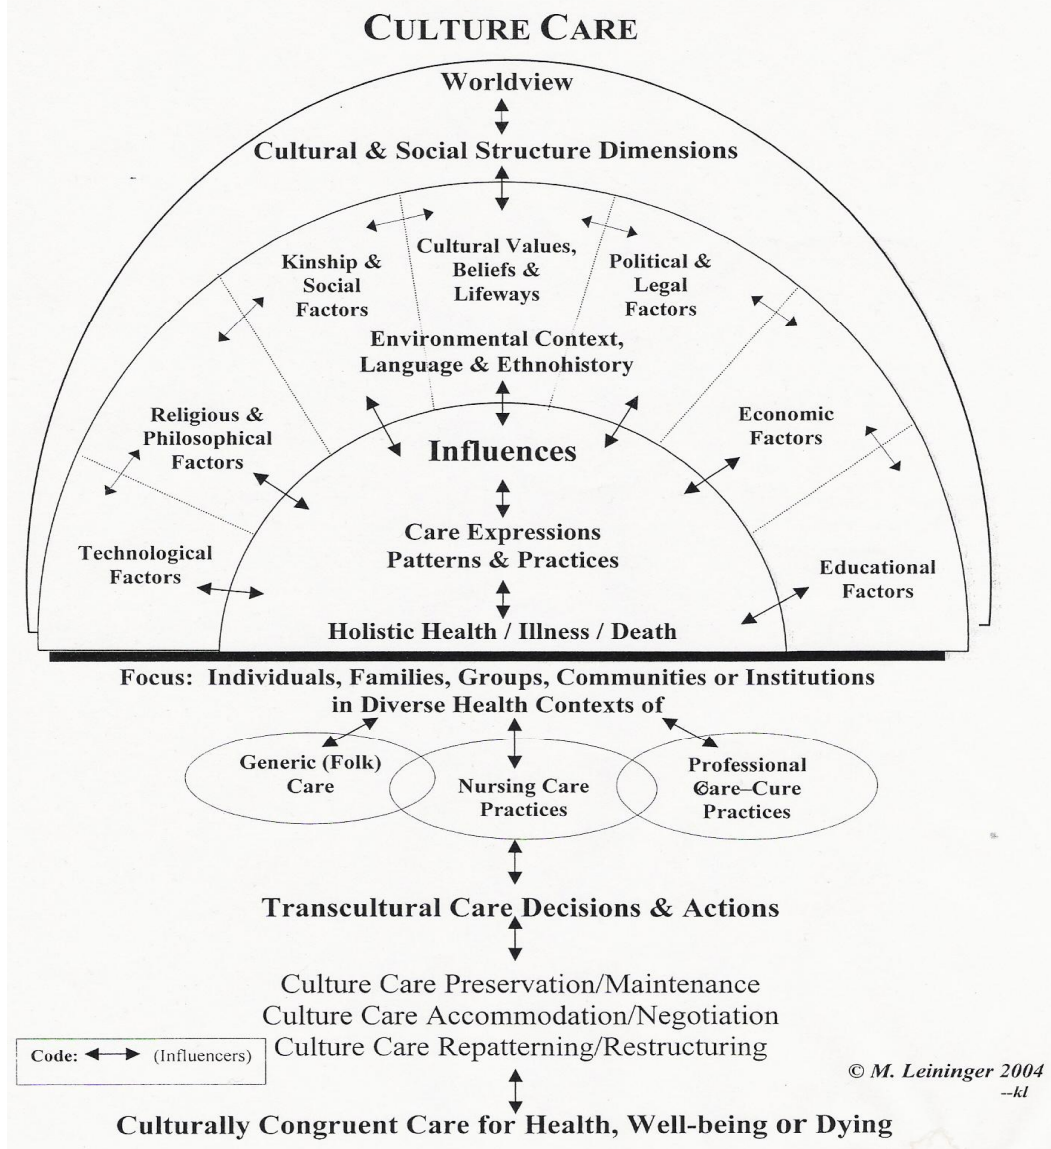 CULTURE CARE
Worldview
Cultural & Social Structure Dimensions
Cultural Values,
Beliefs &
Lifeways
Kinship &
Social
Factors
Political &
Legal
Factors
Environmental Context,
Language & Ethnohistory
Religious &
Philosophical
Factors
Economic
Factors
Influences
Care Expressions
Patterns & Practices
Technological
Factors
Educational
Factors
Holistic Health / Illness / Death
Focus: Individuals, Families, Groups, Communities or Institutions
in Diverse Health Contexts of
Generic (Folk)
Care
Nursing Care
Practices
Professional
Care–Cure
Practices
Transcultural Care Decisions & Actions
Culture Care Preservation/Maintenance
Culture Care Accommodation/Negotiation
Culture Care Repatterning/Restructuring
Code: (Influencers)
© M. Leininger 2004
--kl
Culturally Congruent Care for Health, Well-being or Dying